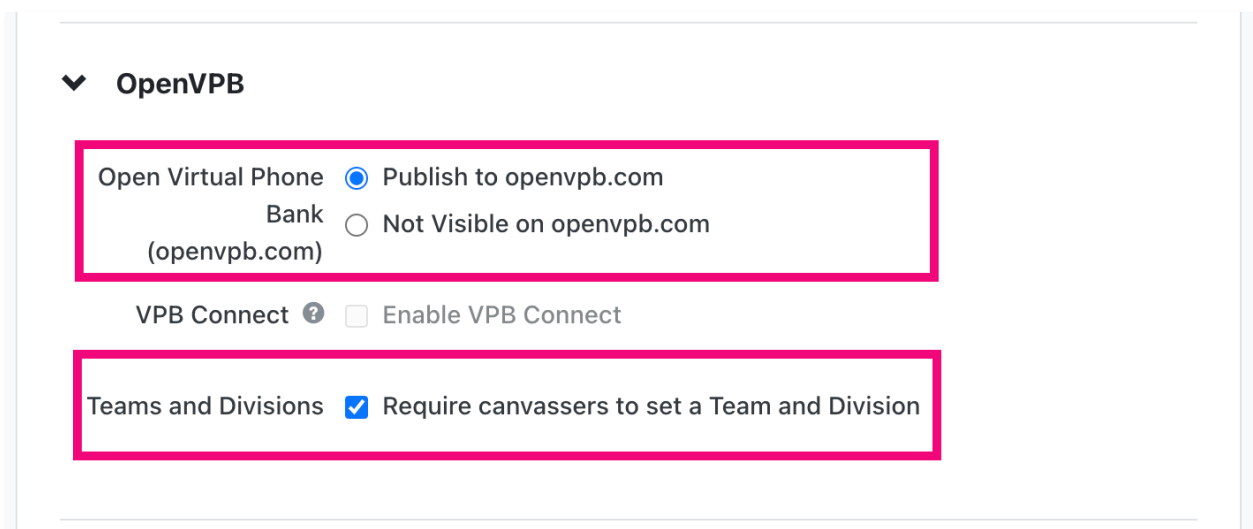 OpenVPB
Open Virtual Phone
Bank
(openvpb.com)
Publish to openvpb.com
Not Visible on openvpb.com
VPB Connect ?
Enable VPB Connect
Teams and Divisions
Require canvassers to set a Team and Division